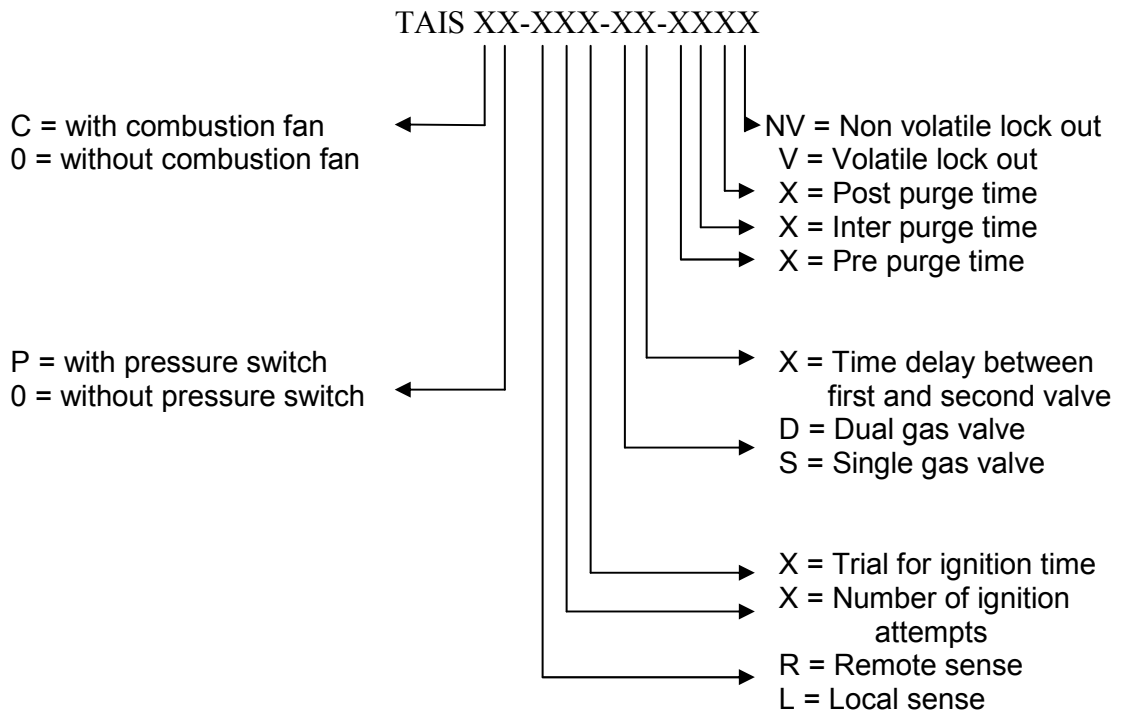 TAIS XX-XXX-XX-XXXX
C = with combustion fan
0 = without combustion fan
NV = Non volatile lock out
V = Volatile lock out
X = Post purge time
X = Inter purge time
X = Pre purge time
P = with pressure switch
0 = without pressure switch
X = Time delay between
first and second valve
D = Dual gas valve
S = Single gas valve
X = Trial for ignition time
X = Number of ignition
attempts
R = Remote sense
L = Local sense